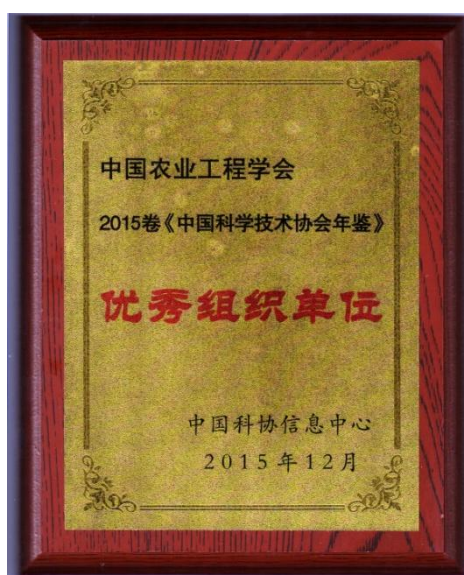 中国农业工程学会
2015卷《中国科学技术协会年鉴》
优秀组织单位
中国科协信息中心
2015年12月